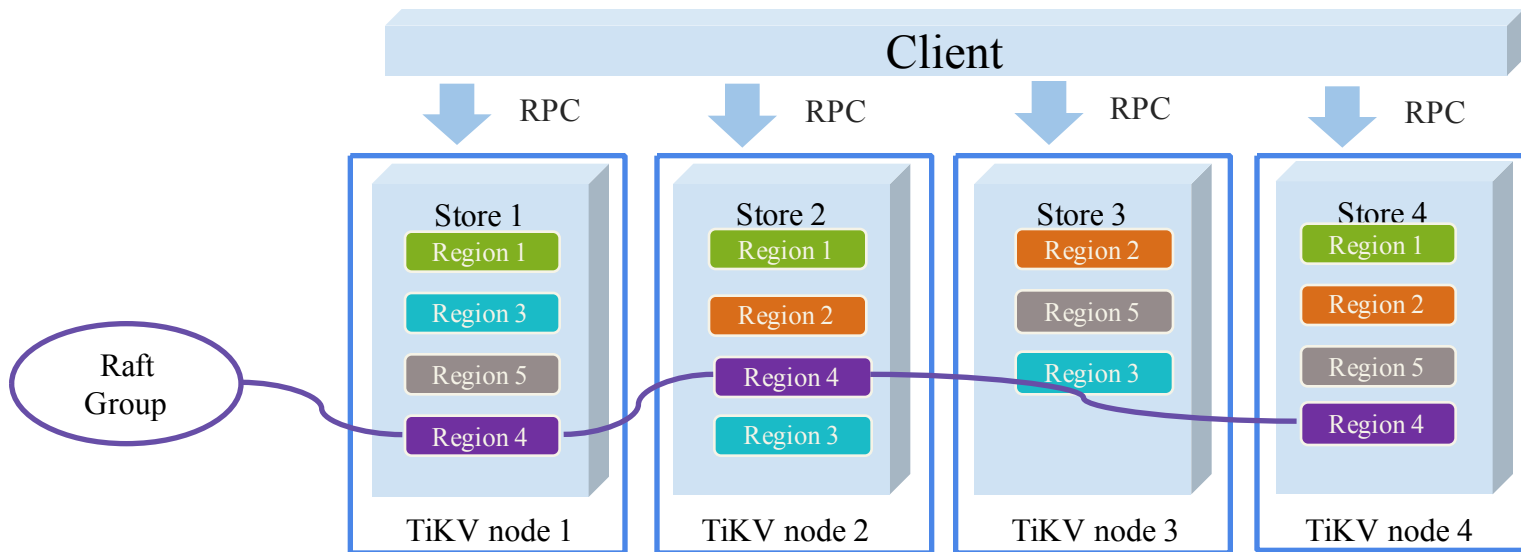 Client
RPC
RPC
RPC
RPC
Store 1
Region 1
Region 3
Region 5
Region 4
TiKV node 1
Store 2
Region 1
Region 2
Region 4
Region 3
TiKV node 2
Store 3
Region 2
Region 5
Region 3
TiKV node 3
Store 4
Region 1
Region 2
Region 5
Region 4
TiKV node 4
Raft
Group